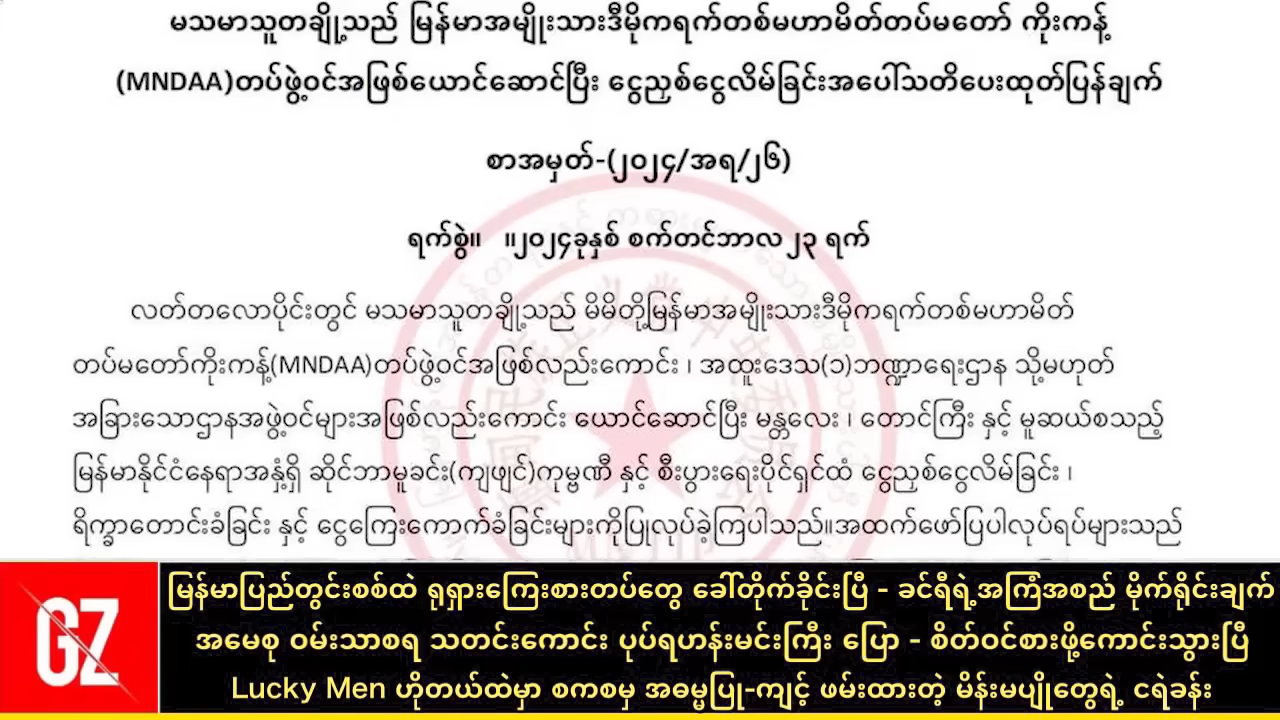 မသမာသူတချို့သည် မြန်မာအမျိုးသားဒီမိုကရက်တစ်မဟာမိတ်တပ်မတော် ကိုးကန့်
(MNDAA)တပ်ဖွဲ့ဝင်အဖြစ်ယောင်ဆောင်ပြီး ငွေညှစ်ငွေလိမ်ခြင်းအပေါ်သတိပေးထုတ်ပြန်ချက်
စာအမှတ်-(၂၀၂၄/အရ/၂၆)
ရက်စွဲ။ ။၂၀၂၄ခုနှစ် စက်တင်ဘာလ ၂၃ ရက်
လတ်တလောပိုင်းတွင် မသမာသူတချို့သည် မိမိတို့မြန်မာအမျိုးသားဒီမိုကရက်တစ်မဟာမိတ်
တပ်မတော်ကိုးကန့်(MNDAA)တပ်ဖွဲ့ဝင်အဖြစ်လည်းကောင်း ၊ အထူးဒေသ(၁)ဘဏ္ဍာရေးဌာန သို့မဟုတ်
အခြားသောဌာနအဖွဲ့ဝင်များအဖြစ်လည်းကောင်း ယောင်ဆောင်ပြီး မန္တလေး ၊ တောင်ကြီး နှင့် မူဆယ်စသည့်
မြန်မာနိုင်ငံနေရာအနှံ့ရှိ ဆိုင်ဘာမူခင်း(ကျဖျင်)ကုမ္ပဏီ နှင့် စီးပွားရေးပိုင်ရှင်ထံ ငွေညှစ်ငွေလိမ်ခြင်း ၊
ရိက္ခာတောင်းခံခြင်း နှင့် ငွေကြေးကောက်ခံခြင်းများကိုပြုလုပ်ခဲ့ကြပါသည်။အထက်ဖော်ပြပါလုပ်ရပ်များသည်
GZ
မြန်မာပြည်တွင်းစစ်ထဲ ရုရှားကြေးစားတပ်တွေ ခေါ်တိုက်ခိုင်းပြီ - ခင်ရီရဲ့အကြံအစည် မိုက်ရိုင်းချက်
အမေစု ဝမ်းသာစရ သတင်းကောင်း ပုပ်ရဟန်းမင်းကြီး ပြော - စိတ်ဝင်စားဖို့ကောင်းသွားပြီ
Lucky Men ဟိုတယ်ထဲမှာ စကစမှ အဓမ္မပြု-ကျင့် ဖမ်းထားတဲ့ မိန်းမပျိုတွေရဲ့ ငရဲခန်း